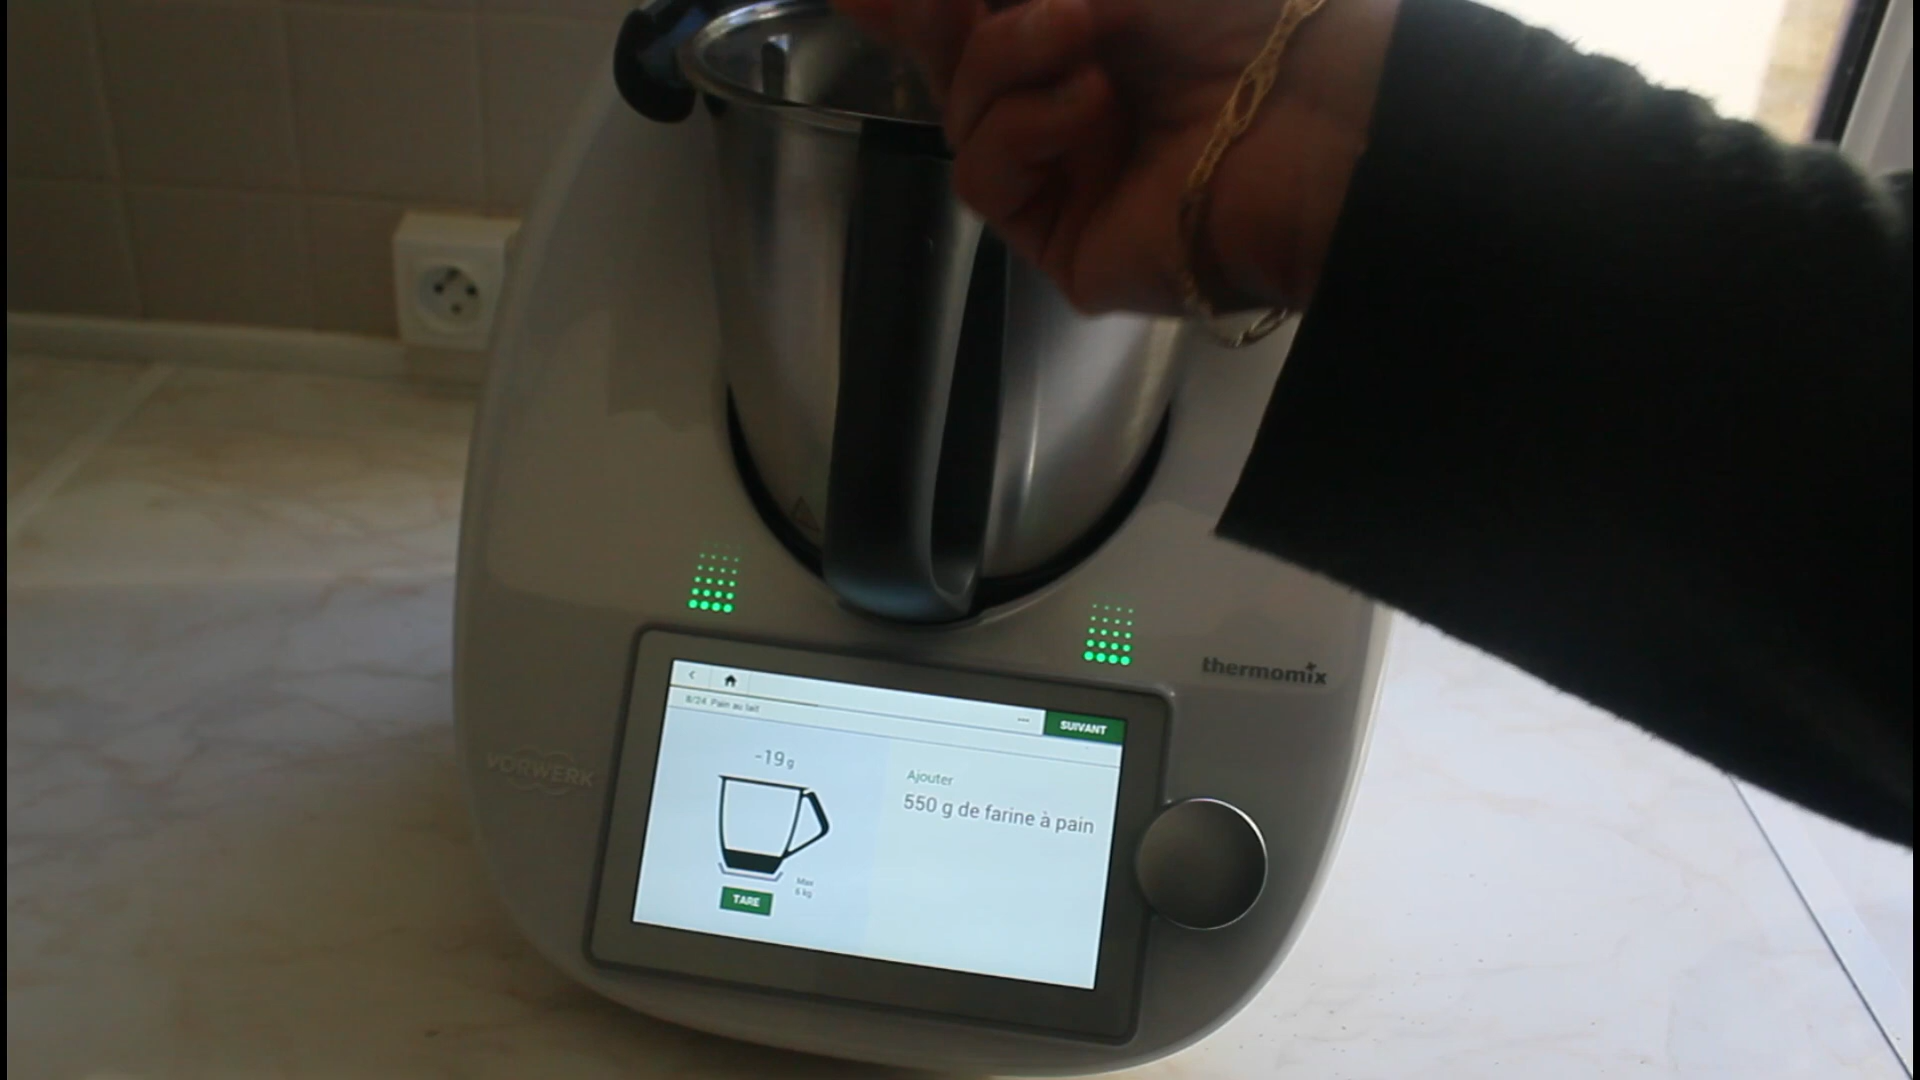 thermomix
VORWERK
<
...
SUIVANT
8/24 Pain au lait
-19 g
Ajouter
550 g de farine à pain
Max
6 kg
TARE